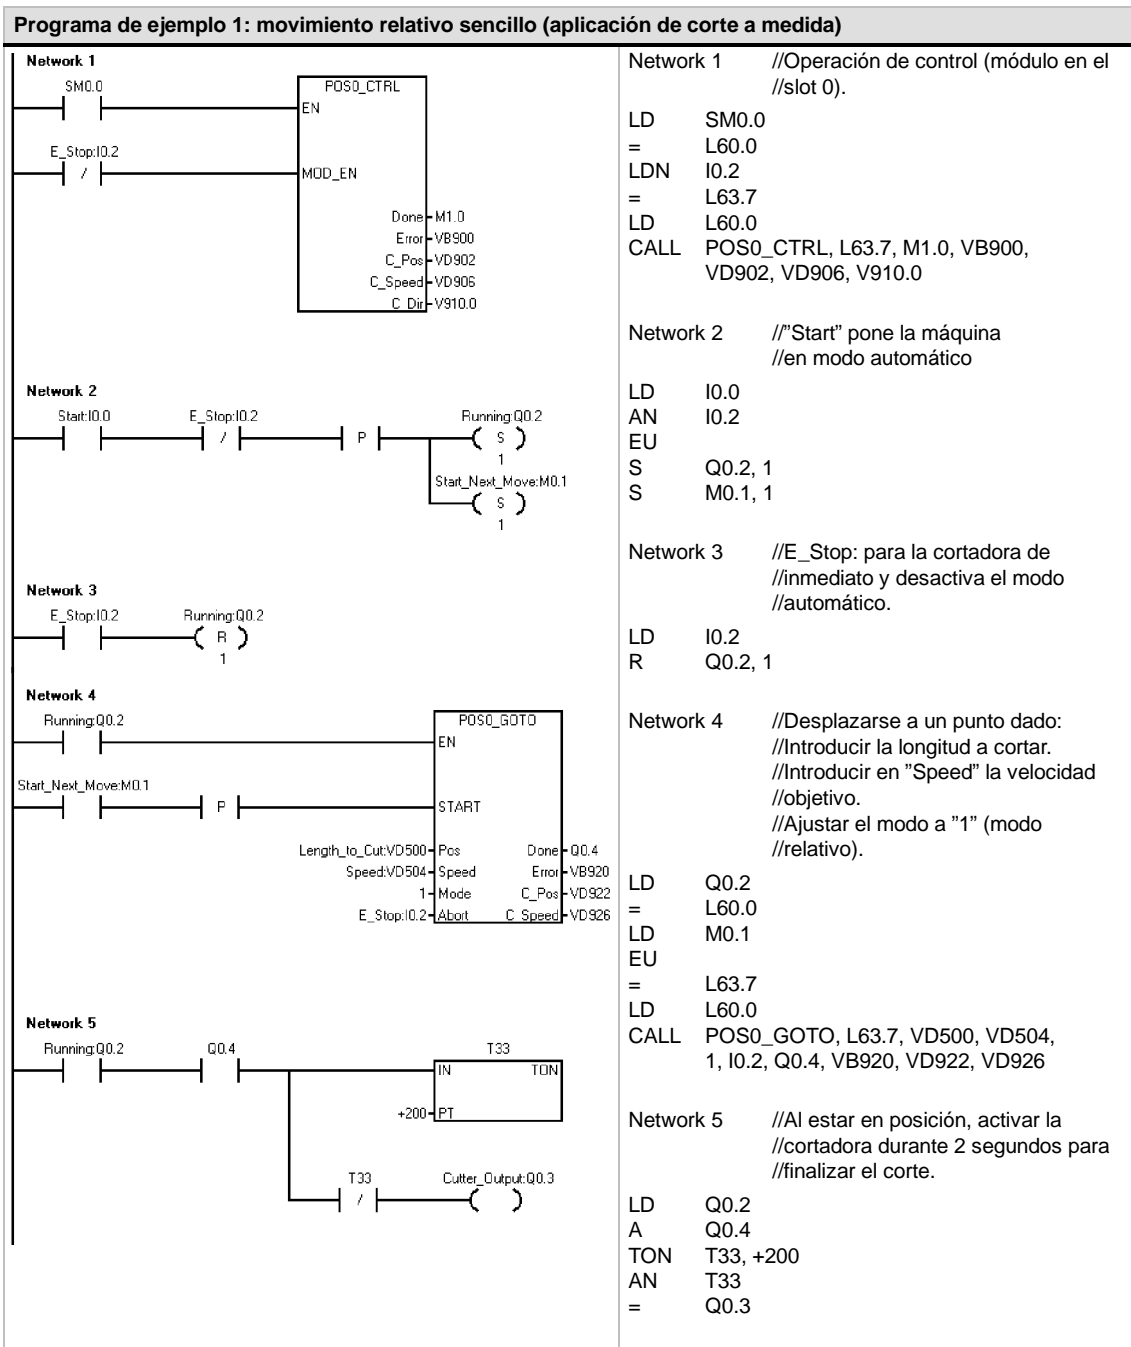 Programa de ejemplo 1: movimiento relativo sencillo (aplicación de corte a medida)
Network 1
SM0.0
POS0_CTRL
EN
E_Stop:I0.2
/
MOD_EN
Done M1.0
Error VB900
C_Pos VD902
C_Speed VD906
C_Dir V910.0
Network 2
Start:I0.0 E_Stop:I0.2 Running:Q0.2
/ P S
1
Start_Next_Move:M0.1
S
1
Network 3
E_Stop:I0.2 Running:Q0.2
R
1
Network 4
Running:Q0.2 POS0_GOTO
EN
Start_Next_Move:M0.1
P START
Length_to_Cut:VD500 Pos Done Q0.4
Speed:VD504 Speed Error VB920
1 Mode C_Pos VD922
E_Stop:I0.2 Abort C_Speed VD926
Network 5
Running:Q0.2 Q0.4 T33
IN TON
+200 PT
T33 Cutter_Output:Q0.3
/
Network 1 //Operación de control (módulo en el
//slot 0).
LD SM0.0
= L60.0
LDN I0.2
= L63.7
LD L60.0
CALL POS0_CTRL, L63.7, M1.0, VB900,
VD902, VD906, V910.0
Network 2 //”Start” pone la máquina
//en modo automático
LD I0.0
AN I0.2
EU
S Q0.2, 1
S M0.1, 1
Network 3 //E_Stop: para la cortadora de
//inmediato y desactiva el modo
//automático.
LD I0.2
R Q0.2, 1
Network 4 //Desplazarse a un punto dado:
//Introducir la longitud a cortar.
//Introducir en ”Speed” la velocidad
//objetivo.
//Ajustar el modo a ”1” (modo
//relativo).
LD Q0.2
= L60.0
LD M0.1
EU
= L63.7
LD L60.0
CALL POS0_GOTO, L63.7, VD500, VD504,
1, I0.2, Q0.4, VB920, VD922, VD926
Network 5 //Al estar en posición, activar la
//cortadora durante 2 segundos para
//finalizar el corte.
LD Q0.2
A Q0.4
TON T33, +200
AN T33
= Q0.3